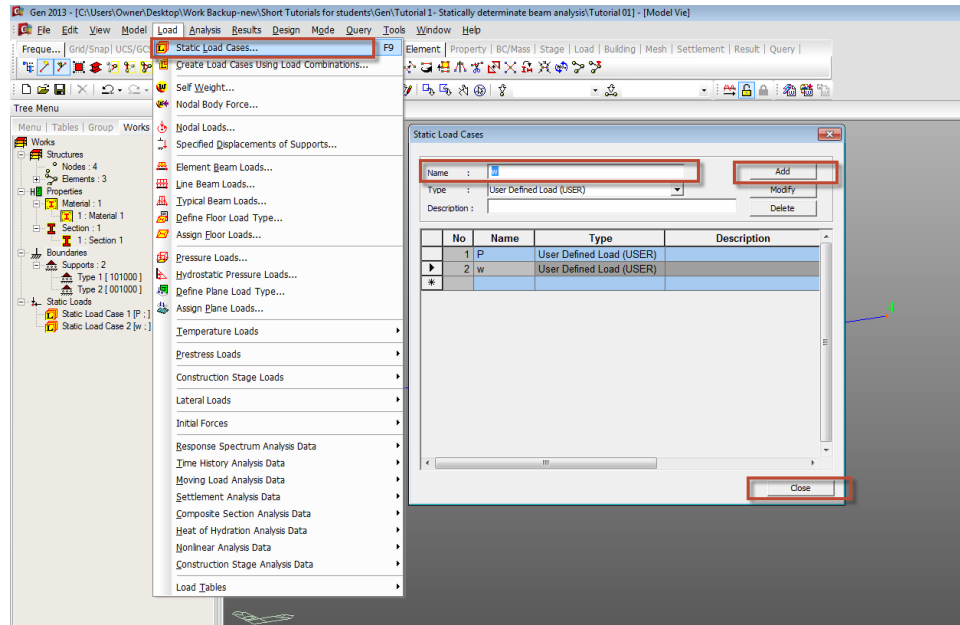 Gen 2013 - [C:\Users\Owner\Desktop\Work Backup-new\Short Tutorials for students\Gen\Tutorial 1- Statically determinate beam analysis\Tutorial 01] - [Model Vie]
File Edit View Model Load Analysis Results Design Mode Query Tools Window Help
Freque... Grid/Snap UCS/GCS Element Property BC/Mass Stage Load Building Mesh Settlement Result Query
Static Load Cases... F9
Create Load Cases Using Load Combinations...
Self Weight...
Nodal Body Force...
Nodal Loads...
Specified Displacements of Supports...
Element Beam Loads...
Line Beam Loads...
Typical Beam Loads...
Define Floor Load Type...
Assign Floor Loads...
Pressure Loads...
Hydrostatic Pressure Loads...
Define Plane Load Type...
Assign Plane Loads...
Temperature Loads
Prestress Loads
Construction Stage Loads
Lateral Loads
Initial Forces
Response Spectrum Analysis Data
Time History Analysis Data
Moving Load Analysis Data
Settlement Analysis Data
Composite Section Analysis Data
Heat of Hydration Analysis Data
Nonlinear Analysis Data
Construction Stage Analysis Data
Load Tables
Tree Menu
Menu Tables Group Works
Works
Structures
Nodes : 4
Elements : 3
Properties
Material : 1
1 : Material 1
Section : 1
1 : Section 1
Boundaries
Supports : 2
Type 1 [ 101000 ]
Type 2 [ 001000 ]
Static Loads
Static Load Case 1 [P : ]
Static Load Case 2 [w : ]
Static Load Cases
Name : w Add
Type : User Defined Load (USER) Modify
Description : Delete
No Name Type Description
1 P User Defined Load (USER)
2 w User Defined Load (USER)
Close